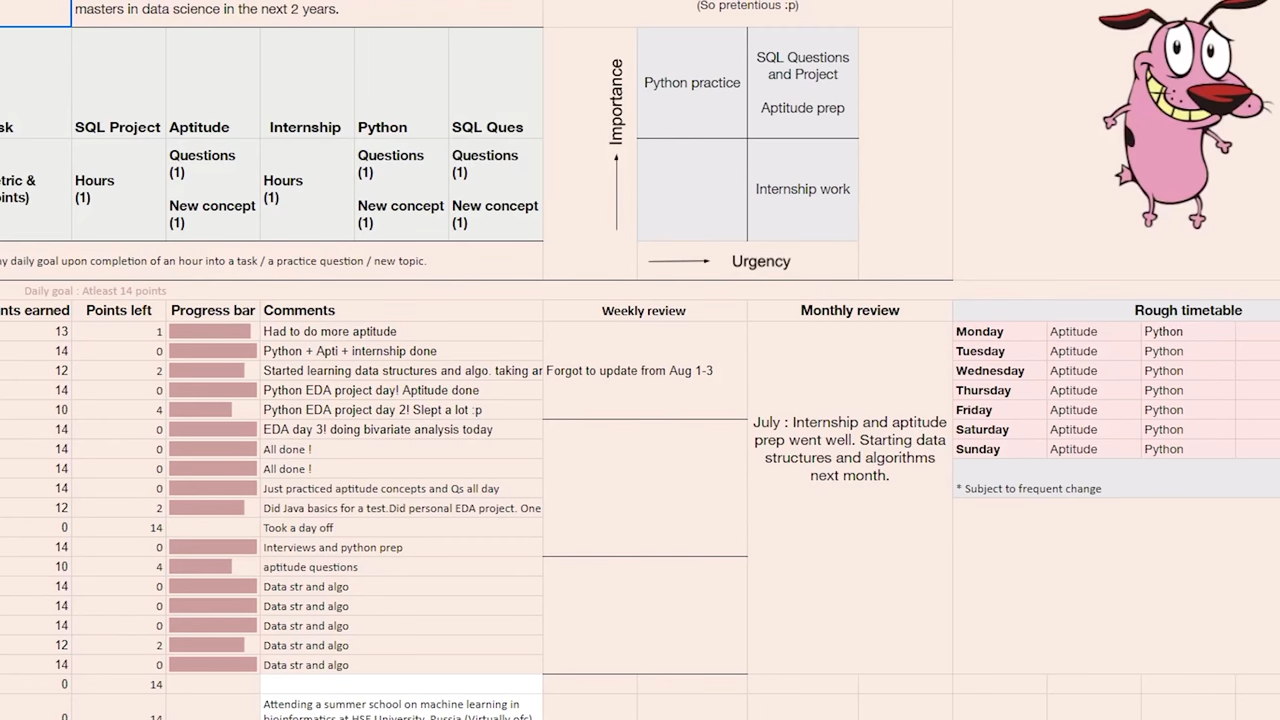 masters in data science in the next 2 years.
(So pretentious :p)
SQL Project Aptitude Internship Python SQL Ques
Hours
(1)
Questions
(1)
New concept
(1)
Hours
(1)
Questions
(1)
New concept
(1)
Questions
(1)
New concept
(1)
Importance
Python practice
SQL Questions
and Project
Aptitude prep
Internship work
Urgency
daily goal upon completion of an hour into a task / a practice question / new topic.
Daily goal : Atleast 14 points
earned Points left Progress bar Comments Weekly review Monthly review Rough timetable
13 1 Had to do more aptitude
14 0 Python + Apti + internship done
12 2 Started learning data structures and algo. taking Forgot to update from Aug 1-3
14 0 Python EDA project day! Aptitude done
10 4 Python EDA project day 2! Slept a lot :p
14 0 EDA day 3! doing bivariate analysis today
14 0 All done !
14 0 All done !
14 0 Just practiced aptitude concepts and Qs all day
12 2 Did Java basics for a test.Did personal EDA project. One
0 14 Took a day off
14 0 Interviews and python prep
10 4 aptitude questions
14 0 Data str and algo
14 0 Data str and algo
14 0 Data str and algo
12 2 Data str and algo
14 0 Data str and algo
0 14
0 14 Attending a summer school on machine learning in
bioinformatics at HSE University, Russia (Virtually ofc)
July : Internship and aptitude
prep went well. Starting data
structures and algorithms
next month.
Monday Aptitude Python
Tuesday Aptitude Python
Wednesday Aptitude Python
Thursday Aptitude Python
Friday Aptitude Python
Saturday Aptitude Python
Sunday Aptitude Python
* Subject to frequent change